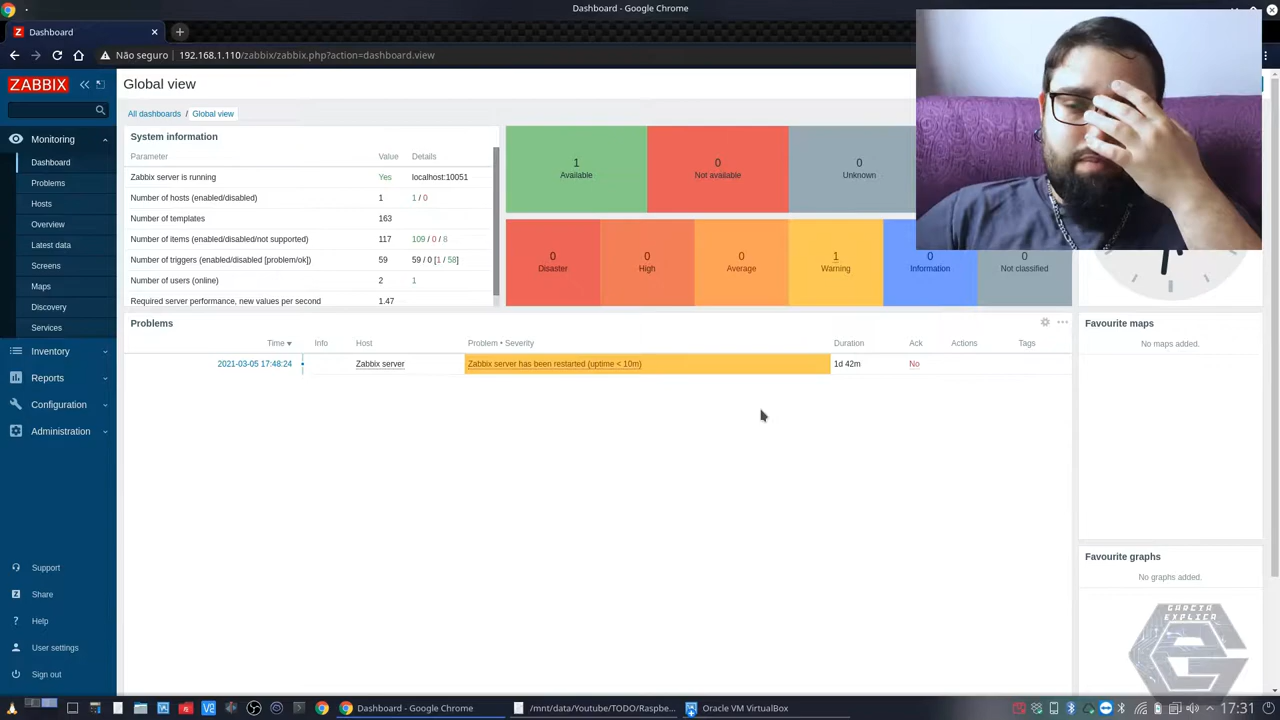 Dashboard - Google Chrome
Dashboard
Não seguro 192.168.1.110/zabbix/zabbix.php?action=dashboard.view
ZABBIX
Monitoring
Dashboard
Problems
Hosts
Overview
Latest data
Screens
Maps
Discovery
Services
Inventory
Reports
Configuration
Administration
Support
Share
Help
User settings
Sign out
Global view
All dashboards / Global view
System information
Parameter Value Details
Zabbix server is running Yes localhost:10051
Number of hosts (enabled/disabled) 1 1 / 0
Number of templates 163
Number of items (enabled/disabled/not supported) 117 109 / 0 / 8
Number of triggers (enabled/disabled [problem/ok]) 59 59 / 0 [1 / 58]
Number of users (online) 2 1
Required server performance, new values per second 1.47
1 0 0
Available Not available Unknown
0 0 0 1 0 0
Disaster High Average Warning Information Not classified
Problems
Time Info Host Problem • Severity Duration Ack Actions Tags
2021-03-05 17:48:24 Zabbix server Zabbix server has been restarted (uptime < 10m) 1d 42m No
Favourite maps
No maps added.
Favourite graphs
No graphs added.
GARCIA
EXPLICA
Dashboard - Google Chrome /mnt/data/Youtube/TODO/Raspbe... Oracle VM VirtualBox 17:31